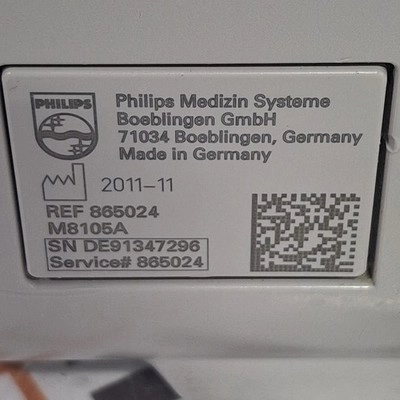 PHILIPS
Philips Medizin Systeme
Boeblingen GmbH
71034 Boeblingen, Germany
Made in Germany
2011-11
REF 865024
M8105A
SN DE91347296
Service# 865024